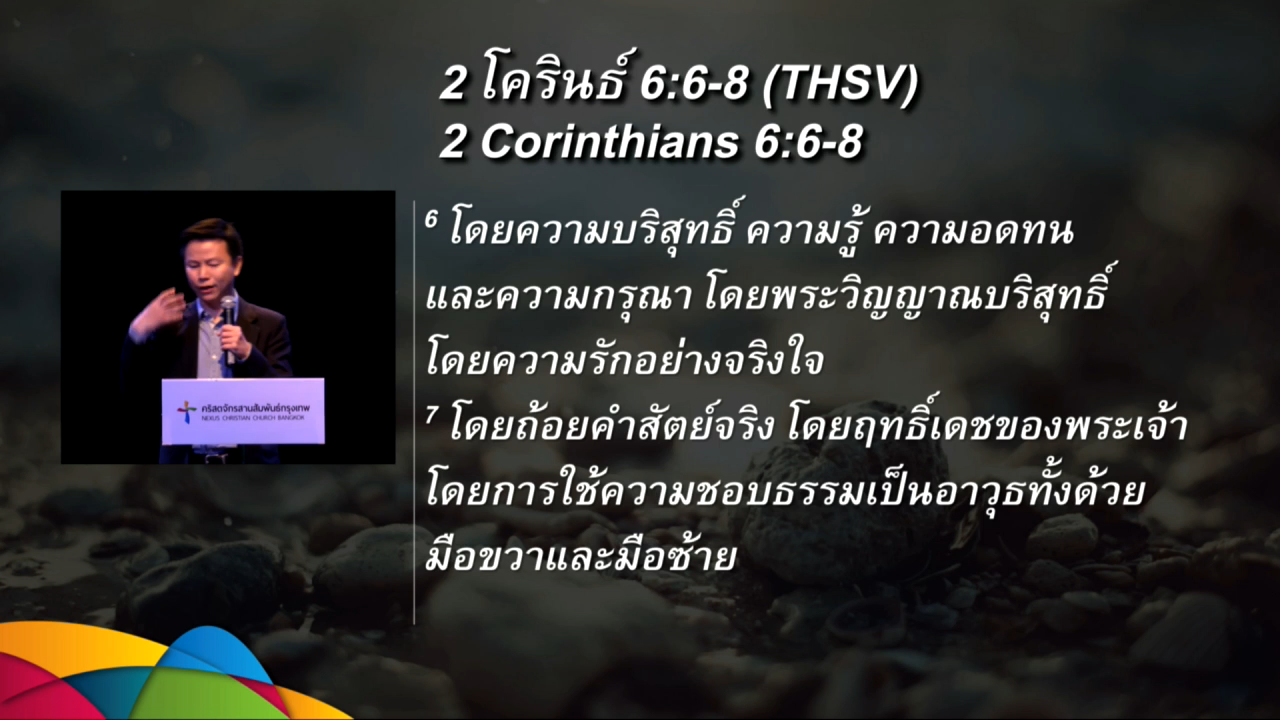 2 โครินธ์ 6:6-8 (THSV)
2 Corinthians 6:6-8
6 โดยความบริสุทธิ์ ความรู้ ความอดทน
และความกรุณา โดยพระวิญญาณบริสุทธิ์
โดยความรักอย่างจริงใจ
7 โดยถ้อยคำสัตย์จริง โดยฤทธิ์เดชของพระเจ้า
โดยการใช้ความชอบธรรมเป็นอาวุธทั้งด้วย
มือขวาและมือซ้าย
คริสตจักรสานสัมพันธ์กรุงเทพ
NEXUS CHRISTIAN CHURCH BANGKOK